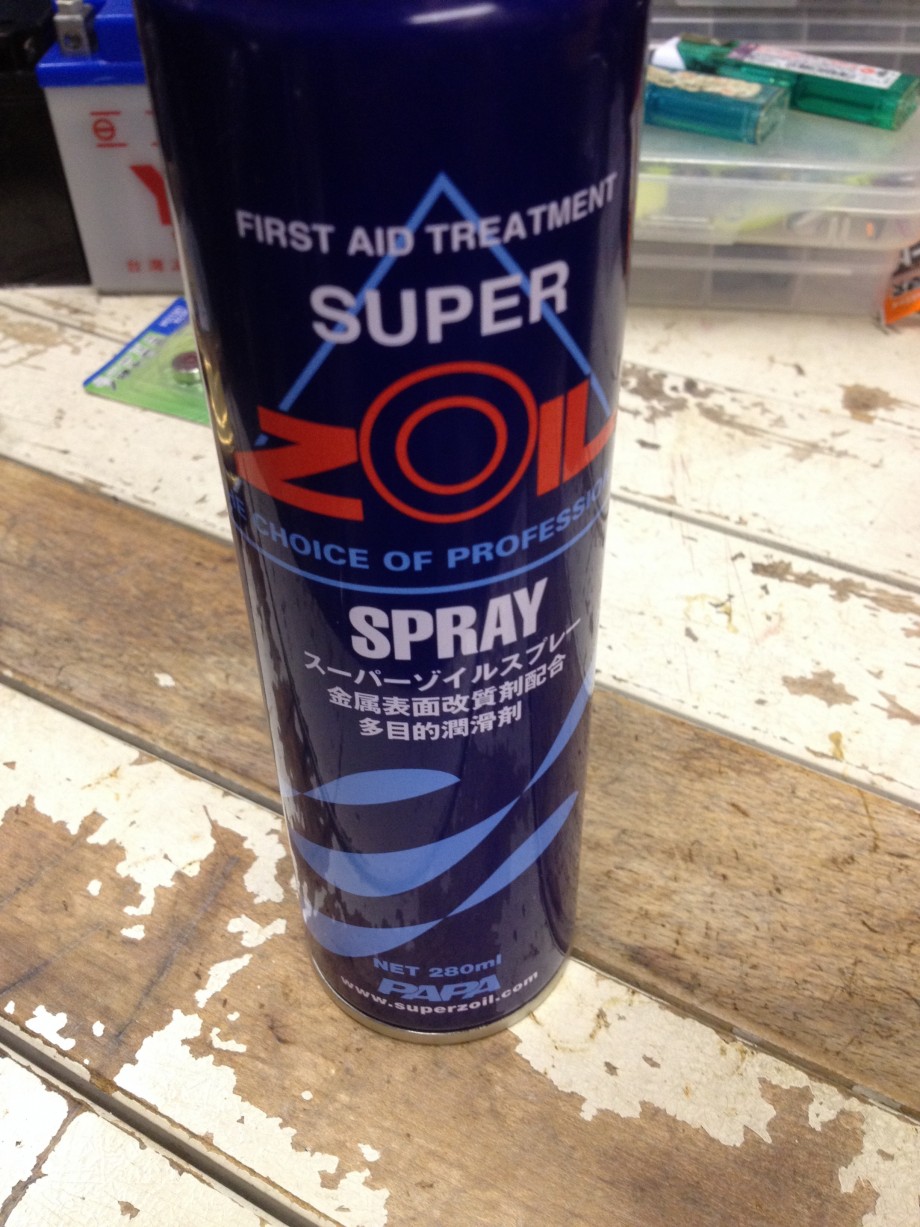 FIRST AID TREATMENT
SUPER
ZOIL
CHOICE OF
SPRAY
スーパーゾイルスプレー
金属表面改質剤配合
多目的潤滑剤
NET 280ml
PAPA
www.superzoil.com
台灣